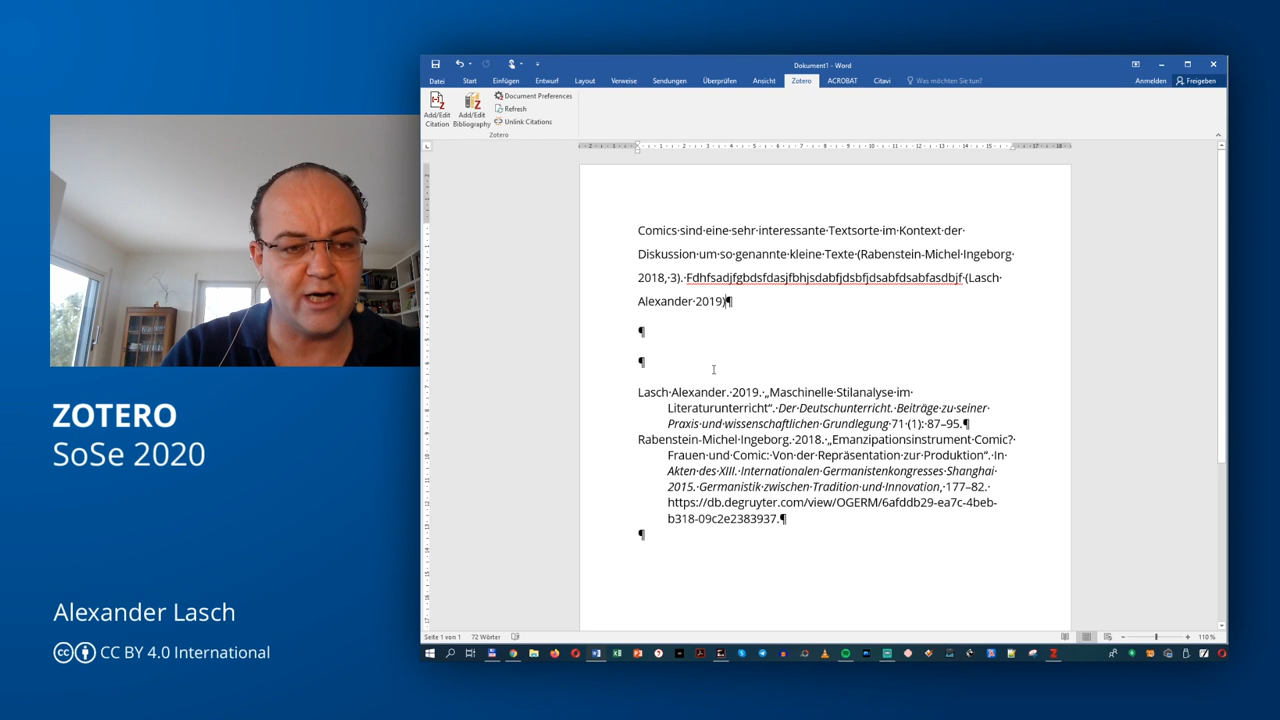 ZOTERO
SoSe 2020
Alexander Lasch
CC BY 4.0 International
Dokument1 - Word
Datei Start Einfügen Entwurf Layout Verweise Sendungen Überprüfen Ansicht Zotero ACROBAT Citavi Was möchten Sie tun? Anmelden Freigeben
Add/Edit Citation
Add/Edit Bibliography
Document Preferences
Refresh
Unlink Citations
Zotero
Comics·sind·eine·sehr·interessante·Textsorte·im·Kontext·der·
Diskussion·um·so·genannte·kleine·Texte·(Rabenstein-Michel·Ingeborg·
2018,·3).·Fdhfsadjfgbdsfdasjfbhjsdabfjdsbfjdsabfdsabfasdbjf·(Lasch·
Alexander·2019)¶
¶
¶
Lasch·Alexander.·2019.·„Maschinelle·Stilanalyse·im·
Literaturunterricht“.·Der·Deutschunterricht.·Beiträge·zu·seiner·
Praxis·und·wissenschaftlichen·Grundlegung·71·(1):·87–95.¶
Rabenstein-Michel·Ingeborg.·2018.·„Emanzipationsinstrument·Comic?·
Frauen·und·Comic:·Von·der·Repräsentation·zur·Produktion“.·In·
Akten·des·XIII.·Internationalen·Germanistenkongresses·Shanghai·
2015.·Germanistik·zwischen·Tradition·und·Innovation,·177–82.·
https://db.degruyter.com/view/OGERM/6afddb29-ea7c-4beb-
b318-09c2e2383937.¶
¶
Seite 1 von 1 72 Wörter 110 %